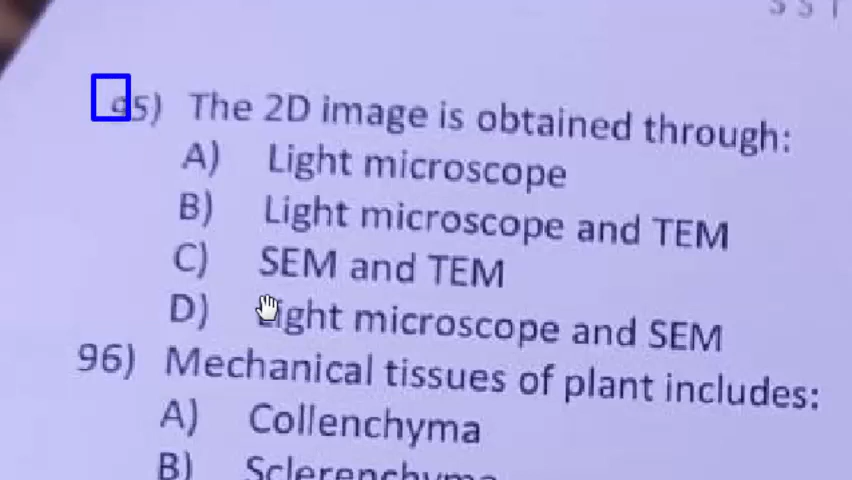 S S T
95) The 2D image is obtained through:
A) Light microscope
B) Light microscope and TEM
C) SEM and TEM
D) Light microscope and SEM
96) Mechanical tissues of plant includes:
A) Collenchyma
B) Sclerenchyma